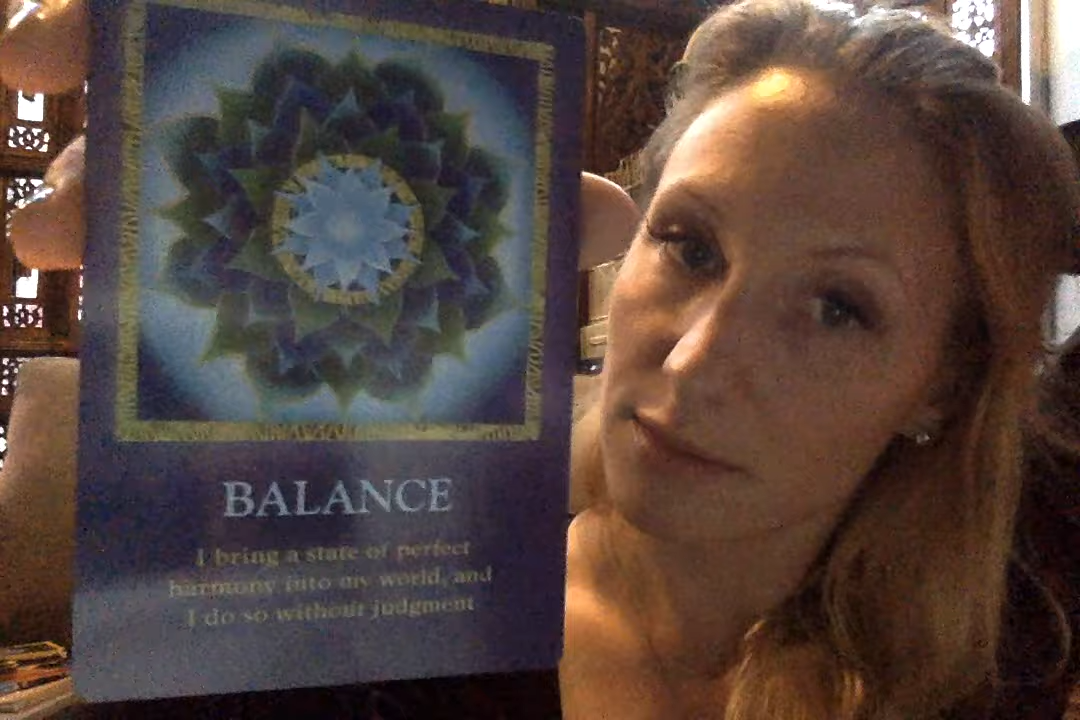 BALANCE
I bring a state of perfect
harmony into my world, and
I do so without judgment